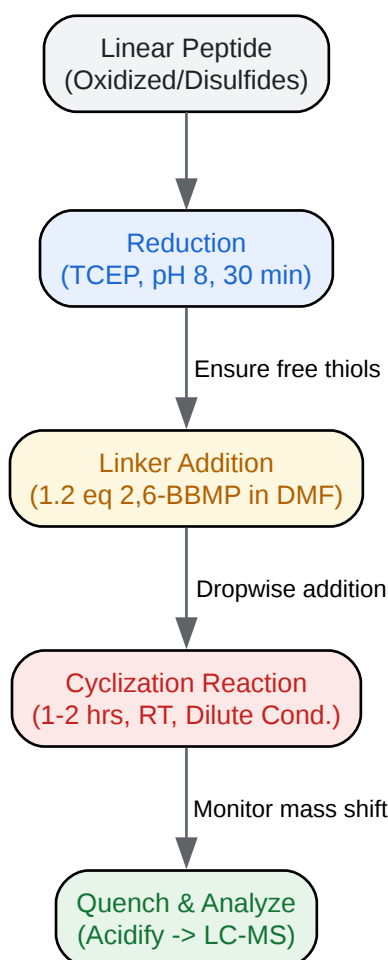 Linear Peptide
(Oxidized/Disulfides)
Reduction
(TCEP, pH 8, 30 min)
Ensure free thiols
Linker Addition
(1.2 eq 2,6-BBMP in DMF)
Dropwise addition
Cyclization Reaction
(1-2 hrs, RT, Dilute Cond.)
Monitor mass shift
Quench & Analyze
(Acidify -> LC-MS)